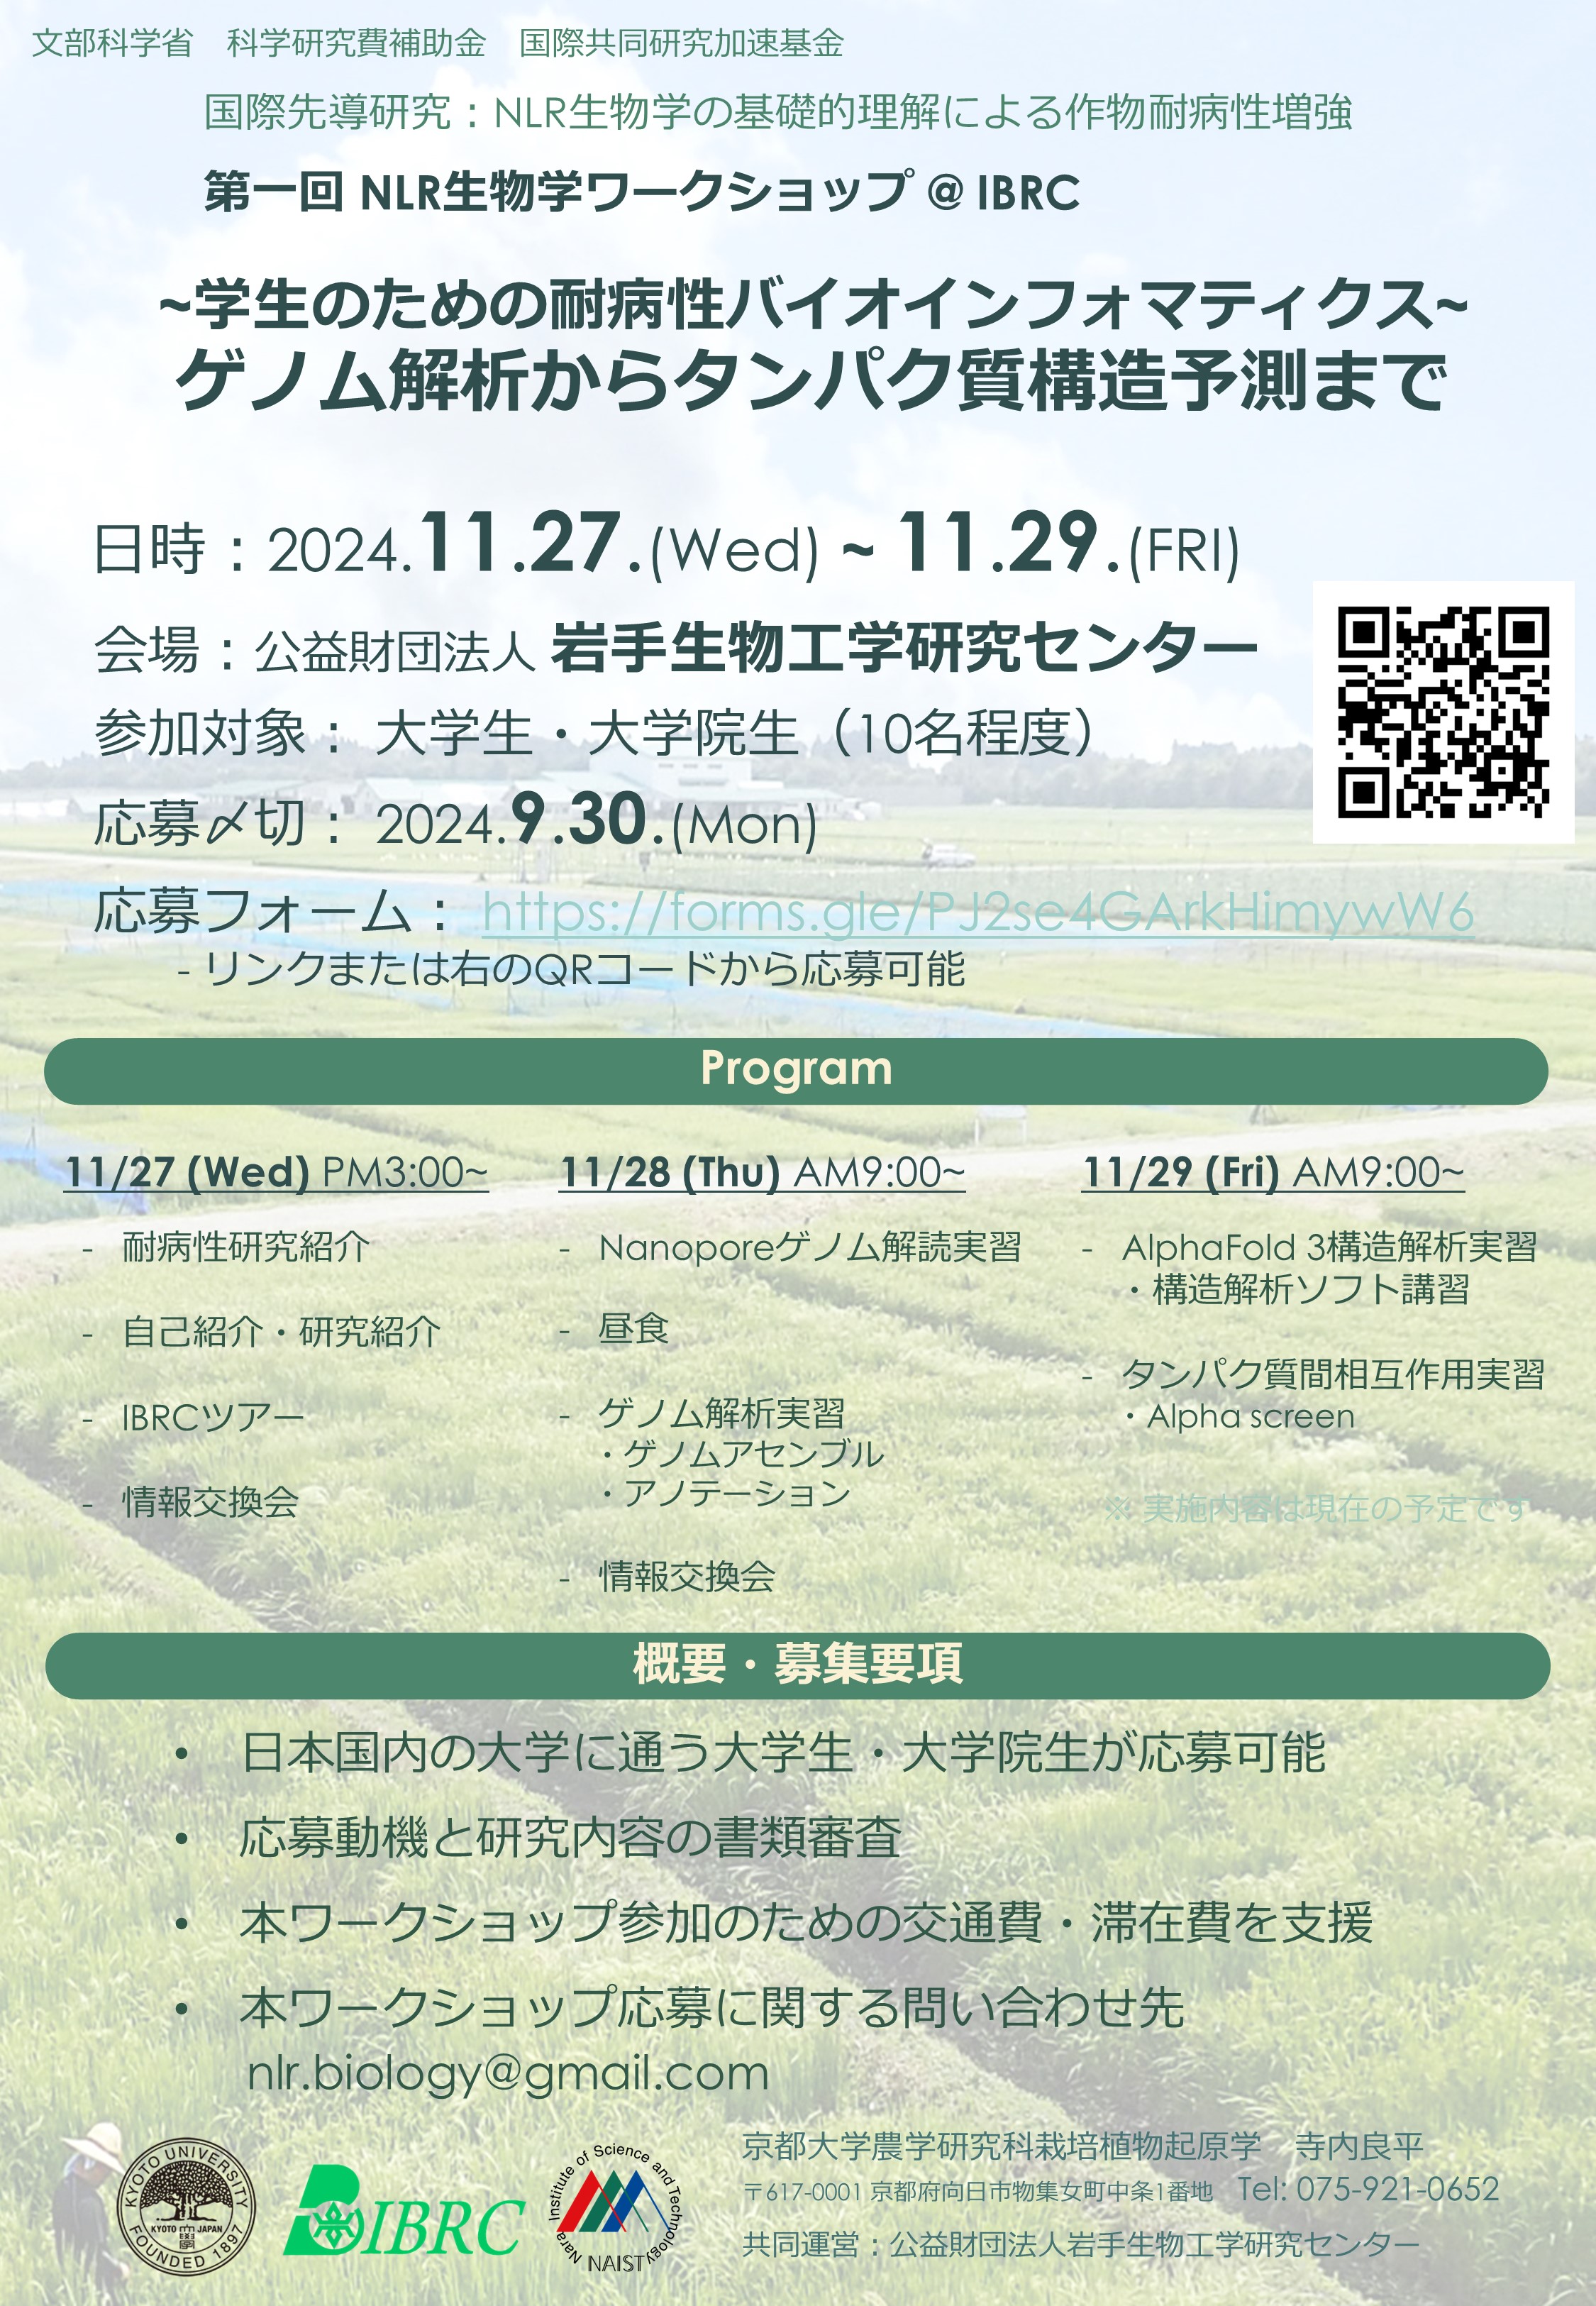 文部科学省　科学研究費補助金　国際共同研究加速基金
国際先導研究：NLR生物学の基礎的理解による作物耐病性増強
第一回 NLR生物学ワークショップ @ IBRC
~学生のための耐病性バイオインフォマティクス~
ゲノム解析からタンパク質構造予測まで
日時：2024.11.27.(Wed) ~ 11.29.(FRI)
会場：公益財団法人 岩手生物工学研究センター
参加対象： 大学生・大学院生（10名程度）
応募〆切： 2024.9.30.(Mon)
応募フォーム： https://forms.gle/PJ2se4GArkHimywW6
- リンクまたは右のQRコードから応募可能
Program
11/27 (Wed) PM3:00~
- 耐病性研究紹介
- 自己紹介・研究紹介
- IBRCツアー
- 情報交換会
11/28 (Thu) AM9:00~
- Nanoporeゲノム解読実習
- 昼食
- ゲノム解析実習
・ゲノムアセンブル
・アノテーション
- 情報交換会
11/29 (Fri) AM9:00~
- AlphaFold 3構造解析実習
・構造解析ソフト講習
- タンパク質間相互作用実習
・Alpha screen
※ 実施内容は現在の予定です
概要・募集要項
• 日本国内の大学に通う大学生・大学院生が応募可能
• 応募動機と研究内容の書類審査
• 本ワークショップ参加のための交通費・滞在費を支援
• 本ワークショップ応募に関する問い合わせ先
nlr.biology@gmail.com
KYOTO UNIVERSITY
KYOTO JAPAN
FOUNDED 1897
IBRC
Nara Institute of Science and Technology
NAIST
京都大学農学研究科栽培植物起原学　寺内良平
〒617-0001 京都府向日市物集女町中条1番地　Tel: 075-921-0652
共同運営：公益財団法人岩手生物工学研究センター